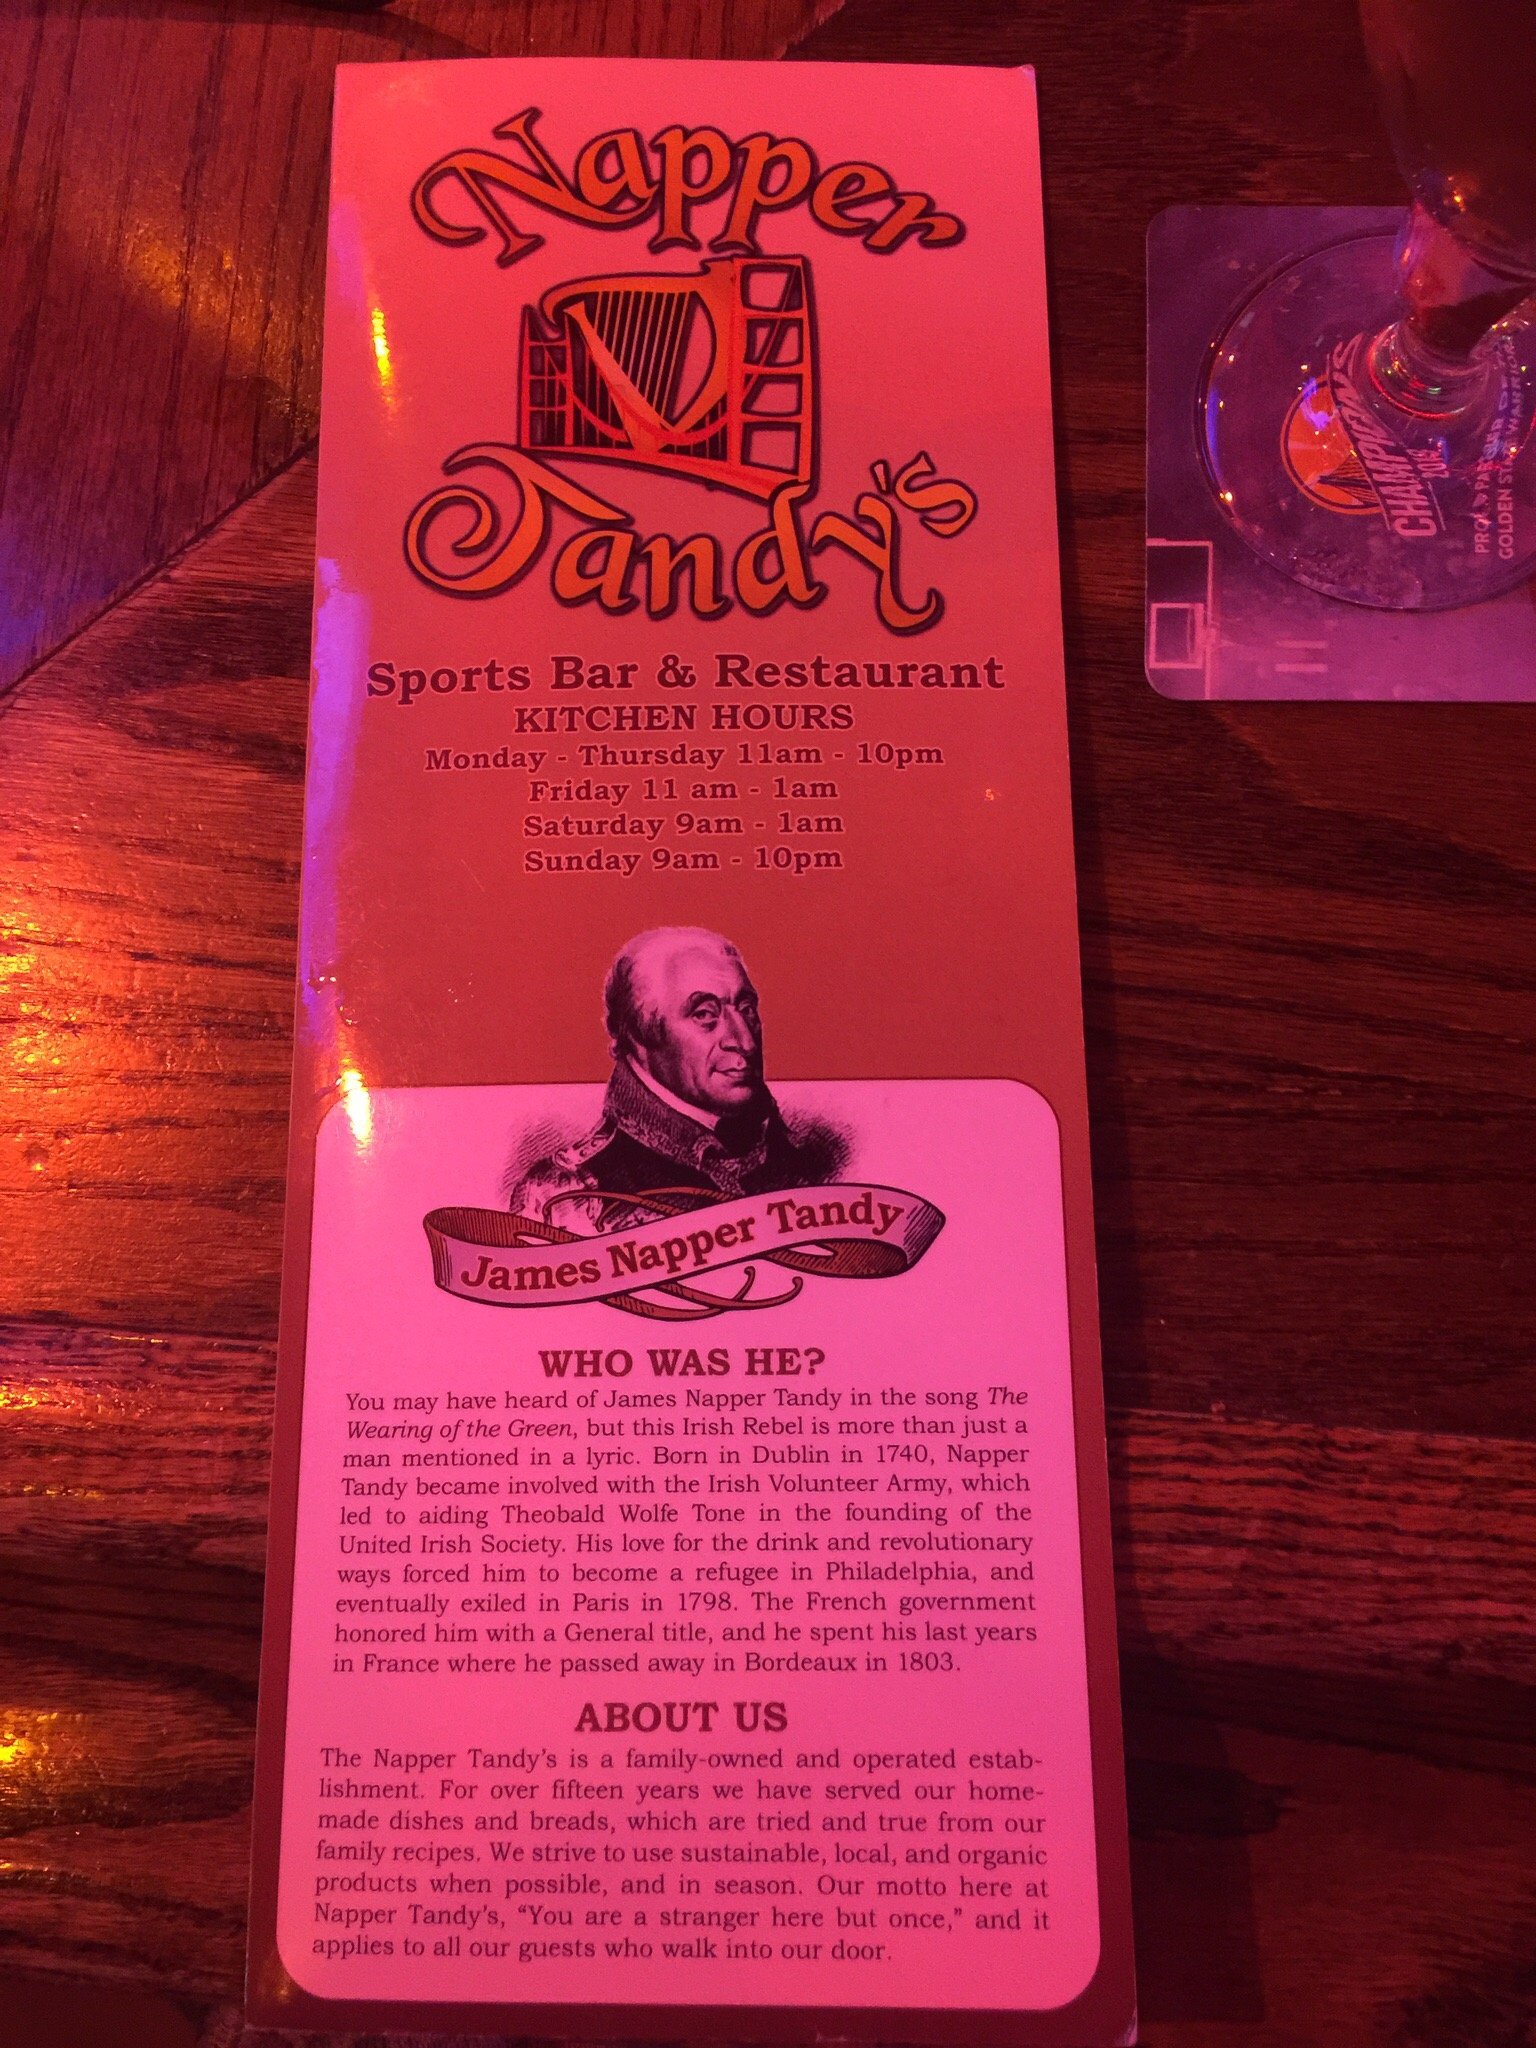 Napper
Tandy's
Sports Bar & Restaurant
KITCHEN HOURS
Monday - Thursday 11am - 10pm
Friday 11 am - 1am
Saturday 9am - 1am
Sunday 9am - 10pm
James Napper Tandy
WHO WAS HE?
You may have heard of James Napper Tandy in the song The
Wearing of the Green, but this Irish Rebel is more than just a
man mentioned in a lyric. Born in Dublin in 1740, Napper
Tandy became involved with the Irish Volunteer Army, which
led to aiding Theobald Wolfe Tone in the founding of the
United Irish Society. His love for the drink and revolutionary
ways forced him to become a refugee in Philadelphia, and
eventually exiled in Paris in 1798. The French government
honored him with a General title, and he spent his last years
in France where he passed away in Bordeaux in 1803.
ABOUT US
The Napper Tandy's is a family-owned and operated estab-
lishment. For over fifteen years we have served our home-
made dishes and breads, which are tried and true from our
family recipes. We strive to use sustainable, local, and organic
products when possible, and in season. Our motto here at
Napper Tandy's, "You are a stranger here but once," and it
applies to all our guests who walk into our door.
CHAMPIONS
GOLDEN